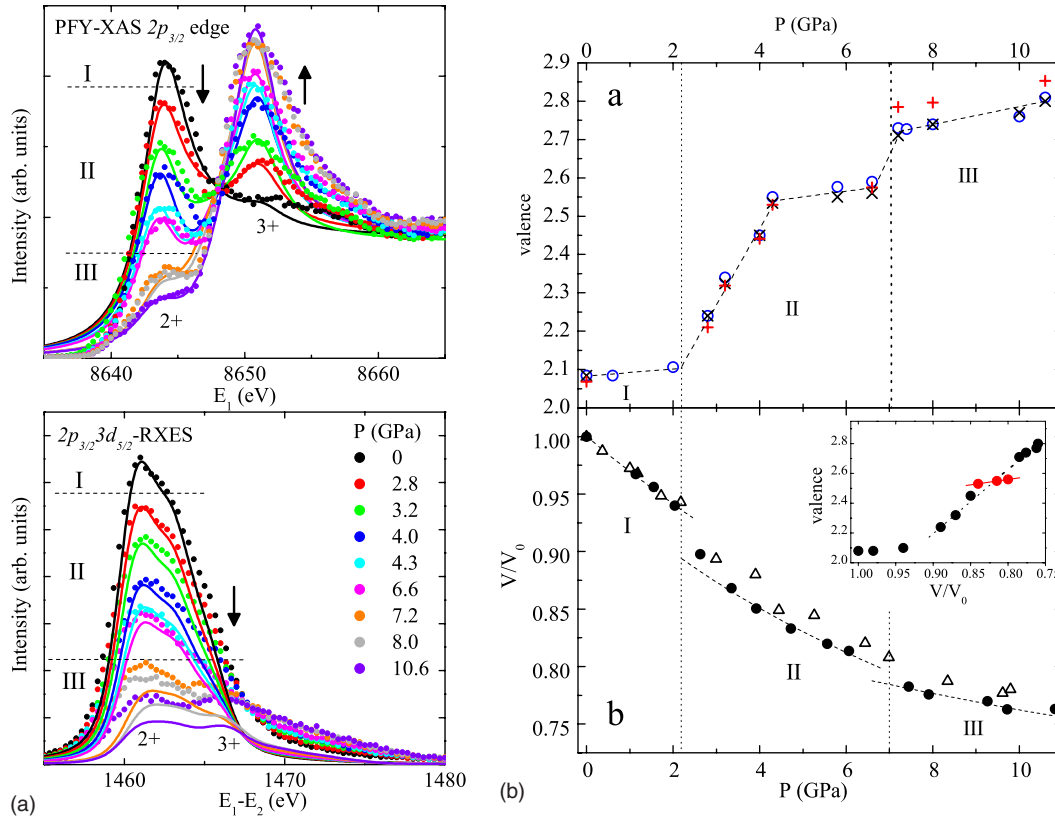 PFY-XAS 2p3/2 edge
I
II
III
3+
2+
Intensity (arb. units)
8640 8650 8660
E1 (eV)
2p3/23d5/2-RXES
P (GPa)
0
2.8
3.2
4.0
4.3
6.6
7.2
8.0
10.6
I
II
III
2+ 3+
Intensity (arb. units)
1460 1470 1480
E1-E2 (eV)
(a)
P (GPa)
0 2 4 6 8 10
a
2.9
2.8
2.7
2.6
2.5
2.4
2.3
2.2
2.1
2.0
valence
I
II
III
b
1.00
0.95
0.90
0.85
0.80
0.75
V/V0
I
II
III
2.8
2.6
2.4
2.2
2.0
valence
1.00 0.95 0.90 0.85 0.80 0.75
V/V0
0 2 4 6 8 10
P (GPa)
(b)